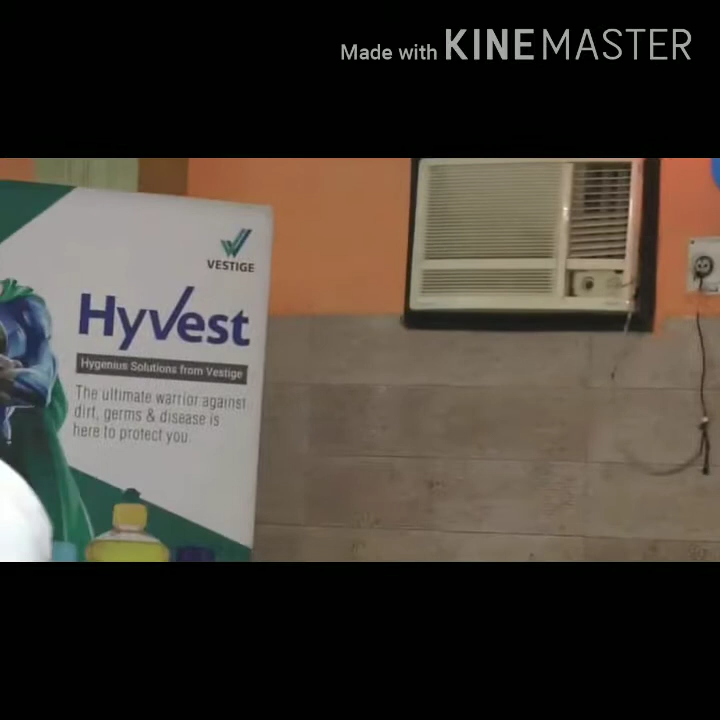 Made with KINEMASTER
VESTIGE
HyVest
Hygenius Solutions from Vestige
The ultimate warrior against
dirt, germs & disease is
here to protect you.